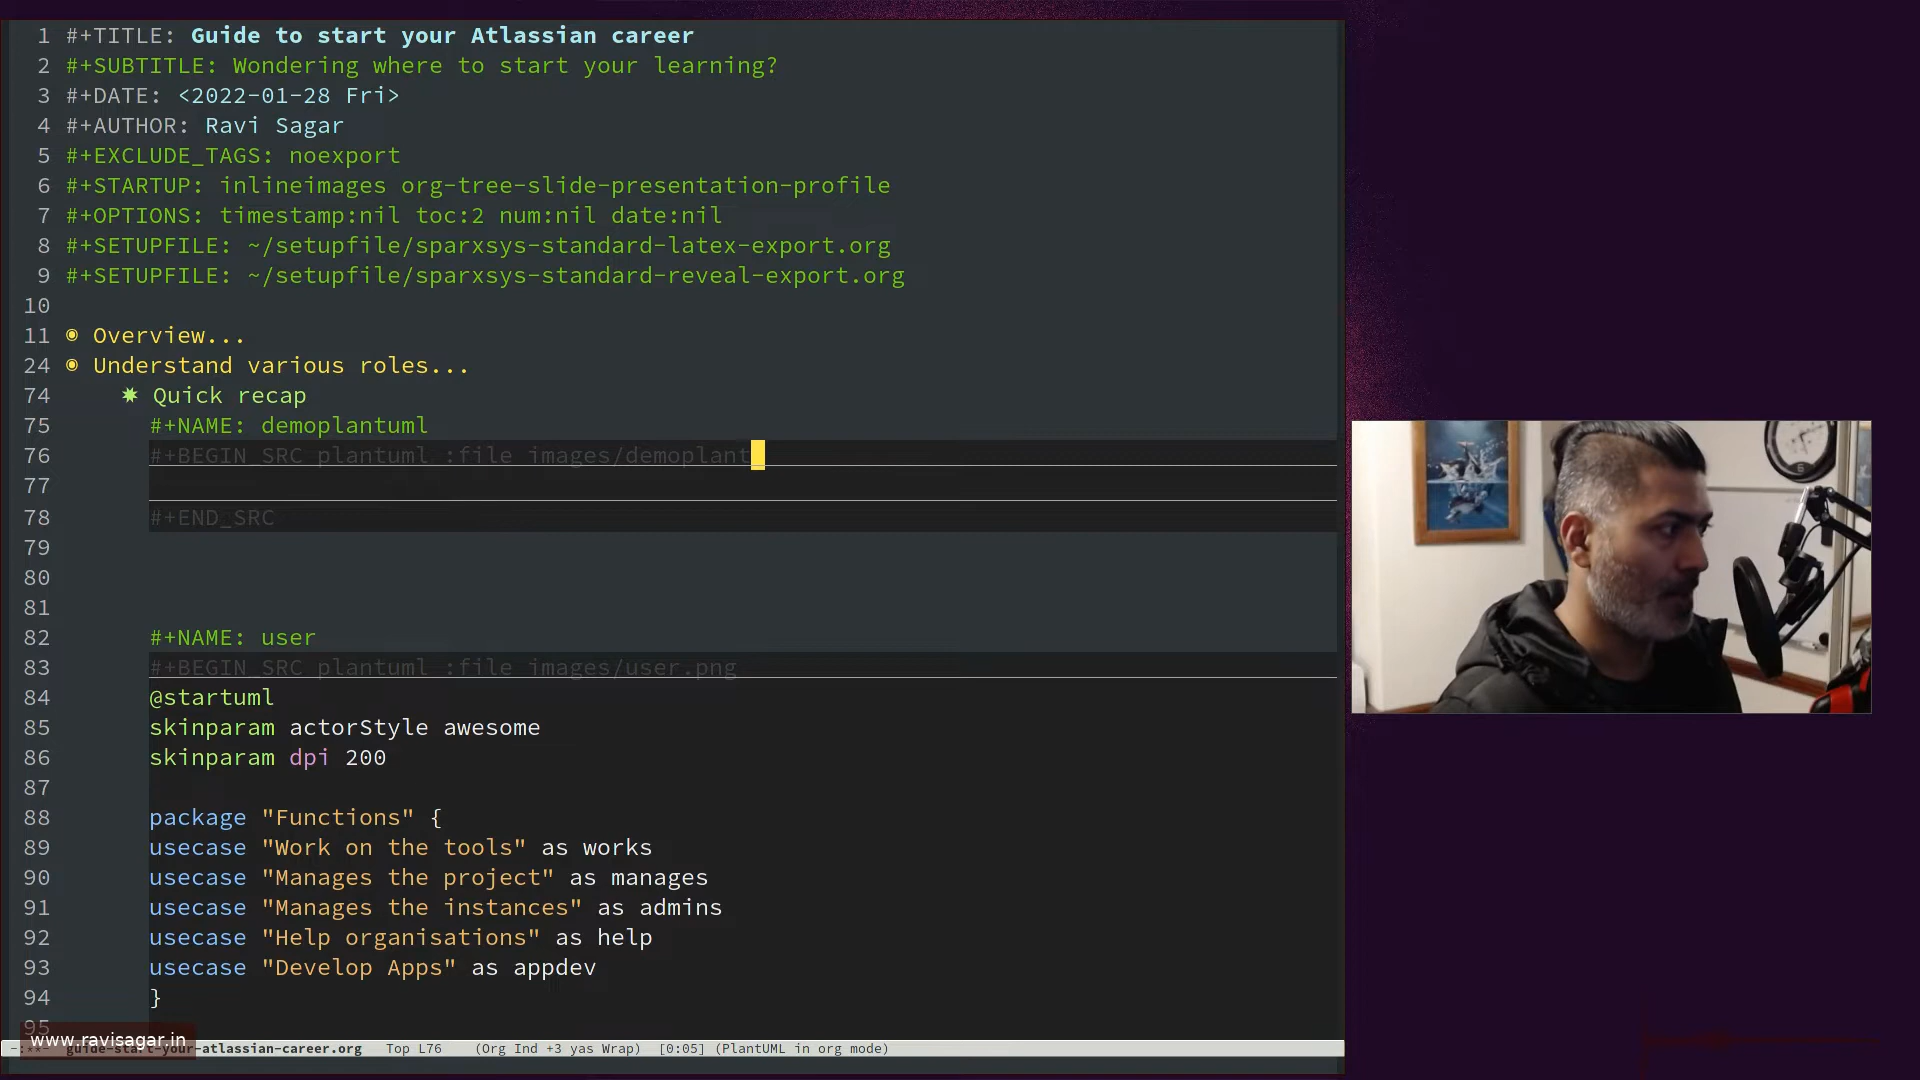 1 #+TITLE: Guide to start your Atlassian career
2 #+SUBTITLE: Wondering where to start your learning?
3 #+DATE: <2022-01-28 Fri>
4 #+AUTHOR: Ravi Sagar
5 #+EXCLUDE_TAGS: noexport
6 #+STARTUP: inlineimages org-tree-slide-presentation-profile
7 #+OPTIONS: timestamp:nil toc:2 num:nil date:nil
8 #+SETUPFILE: ~/setupfile/sparxsys-standard-latex-export.org
9 #+SETUPFILE: ~/setupfile/sparxsys-standard-reveal-export.org
10
11 ◉ Overview...
24 ◉ Understand various roles...
74 ✸ Quick recap
75 #+NAME: demoplantuml
76 #+BEGIN_SRC plantuml :file images/demoplant
77
78 #+END_SRC
79
80
81
82 #+NAME: user
83 #+BEGIN_SRC plantuml :file images/user.png
84 @startuml
85 skinparam actorStyle awesome
86 skinparam dpi 200
87
88 package "Functions" {
89 usecase "Work on the tools" as works
90 usecase "Manages the project" as manages
91 usecase "Manages the instances" as admins
92 usecase "Help organisations" as help
93 usecase "Develop Apps" as appdev
94 }
95
www.ravisagar.in
-:**- guide-start-your-atlassian-career.org Top L76 (Org Ind +3 yas Wrap) [0:05] (PlantUML in org mode)